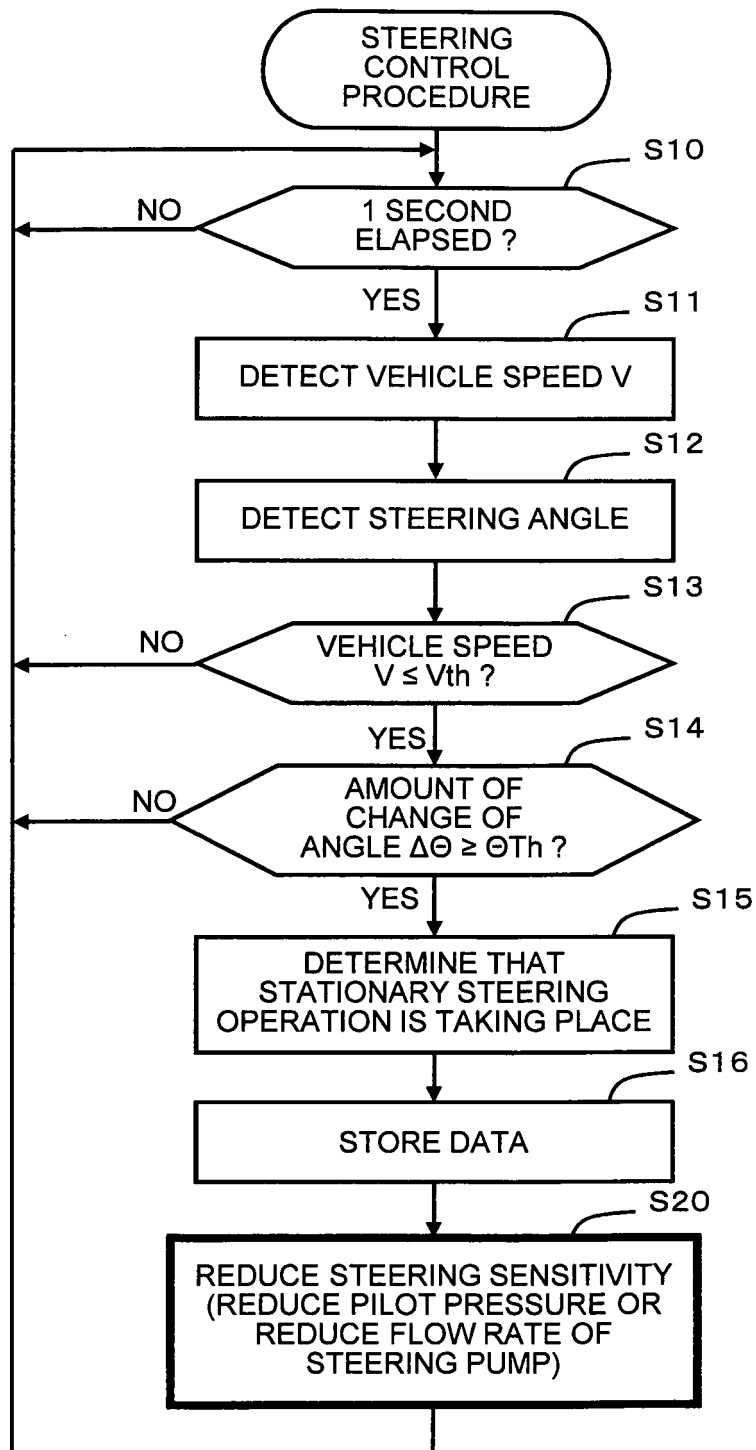 STEERING
CONTROL
PROCEDURE
S10
NO
1 SECOND
ELAPSED ?
YES
S11
DETECT VEHICLE SPEED V
S12
DETECT STEERING ANGLE
S13
NO
VEHICLE SPEED
V ≤ Vth ?
YES
S14
NO
AMOUNT OF
CHANGE OF
ANGLE ΔΘ ≥ ΘTh ?
YES
S15
DETERMINE THAT
STATIONARY STEERING
OPERATION IS TAKING PLACE
S16
STORE DATA
S20
REDUCE STEERING SENSITIVITY
(REDUCE PILOT PRESSURE OR
REDUCE FLOW RATE OF
STEERING PUMP)